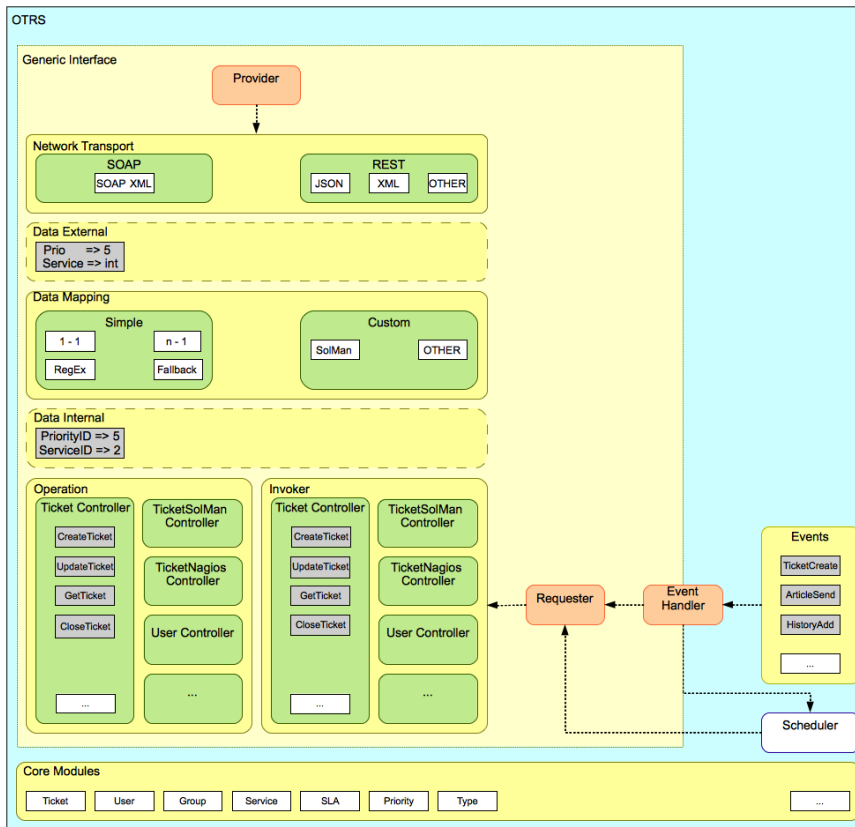 OTRS
Generic Interface
Provider
Network Transport
SOAP
SOAP XML
REST
JSON
XML
OTHER
Data External
Prio => 5
Service => int
Data Mapping
Simple
1 - 1
n - 1
RegEx
Fallback
Custom
SolMan
OTHER
Data Internal
PriorityID => 5
ServiceID => 2
Operation
Ticket Controller
CreateTicket
UpdateTicket
GetTicket
CloseTicket
...
TicketSolMan
Controller
TicketNagios
Controller
User Controller
...
Invoker
Ticket Controller
CreateTicket
UpdateTicket
GetTicket
CloseTicket
...
TicketSolMan
Controller
TicketNagios
Controller
User Controller
...
Requester
Event
Handler
Events
TicketCreate
ArticleSend
HistoryAdd
...
Scheduler
Core Modules
Ticket
User
Group
Service
SLA
Priority
Type
...